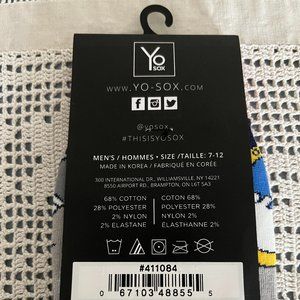 Yo
SOX
WWW.YO-SOX.COM
@yosox
#THISISYOSOX
MEN'S / HOMMES • SIZE /TAILLE: 7-12
MADE IN KOREA / FABRIQUÉ EN CORÉE
300 INTERNATIONAL DR., WILLIAMSVILLE, NY 14221
8550 AIRPORT RD., BRAMPTON, ON L6T 5A3
68% COTTON
28% POLYESTER
2% NYLON
2% ELASTANE
COTON 68%
POLYESTER 28%
NYLON 2%
ÉLASTHANNE 2%
#411084
0 67103 48855 5